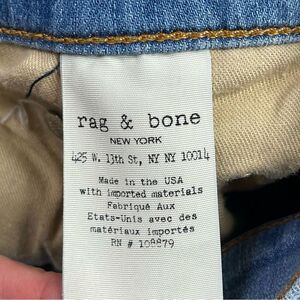 rag & bone
NEW YORK
425 W. 13th St, NY NY 10014
Made in the USA
with imported materials
Fabriqué Aux
Etats-Unis avec des
matériaux importés
RN # 108879